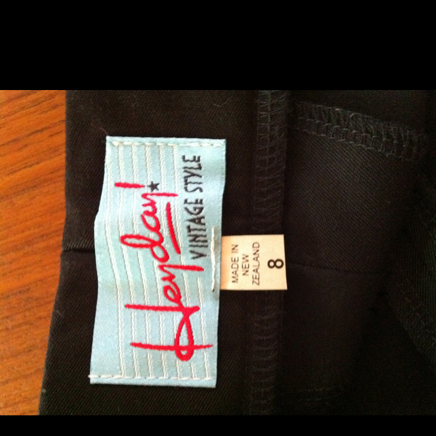 Heyday!
VINTAGE STYLE
MADE IN
NEW
ZEALAND
8